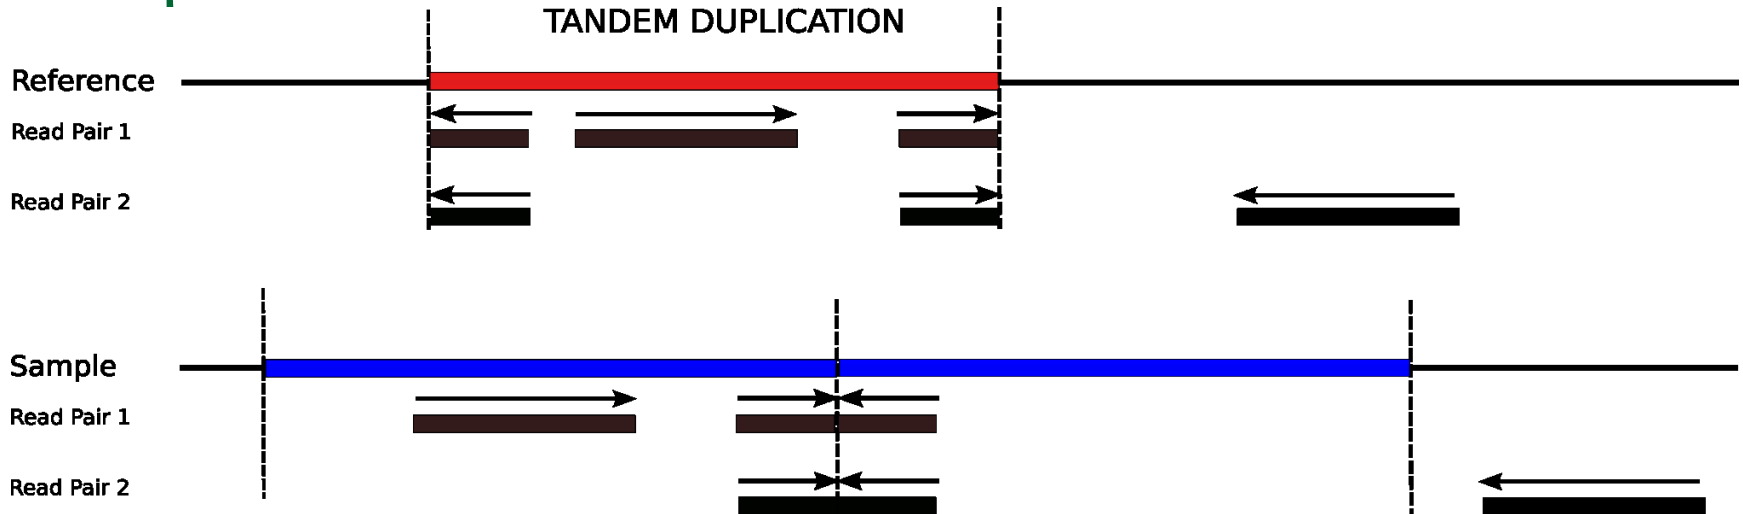 TANDEM DUPLICATION
Reference
Read Pair 1
Read Pair 2
Sample
Read Pair 1
Read Pair 2